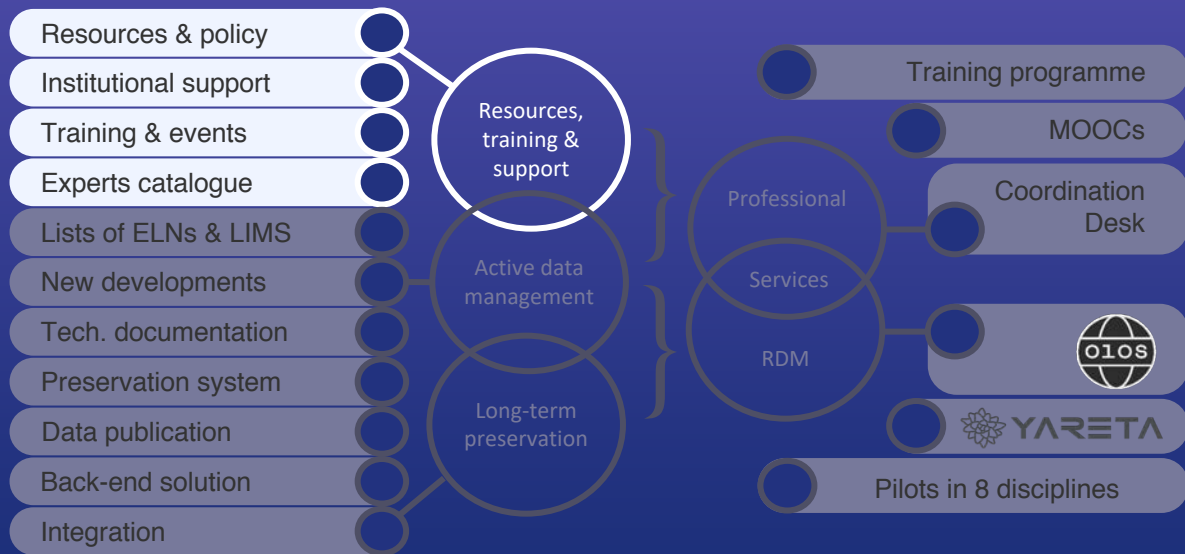 Resources & policy
Institutional support
Training & events
Experts catalogue
Lists of ELNs & LIMS
New developments
Tech. documentation
Preservation system
Data publication
Back-end solution
Integration
Resources,
training &
support
Active data
management
Long-term
preservation
Professional
Services
RDM
Training programme
MOOCs
Coordination
Desk
OLOS
YARETA
Pilots in 8 disciplines